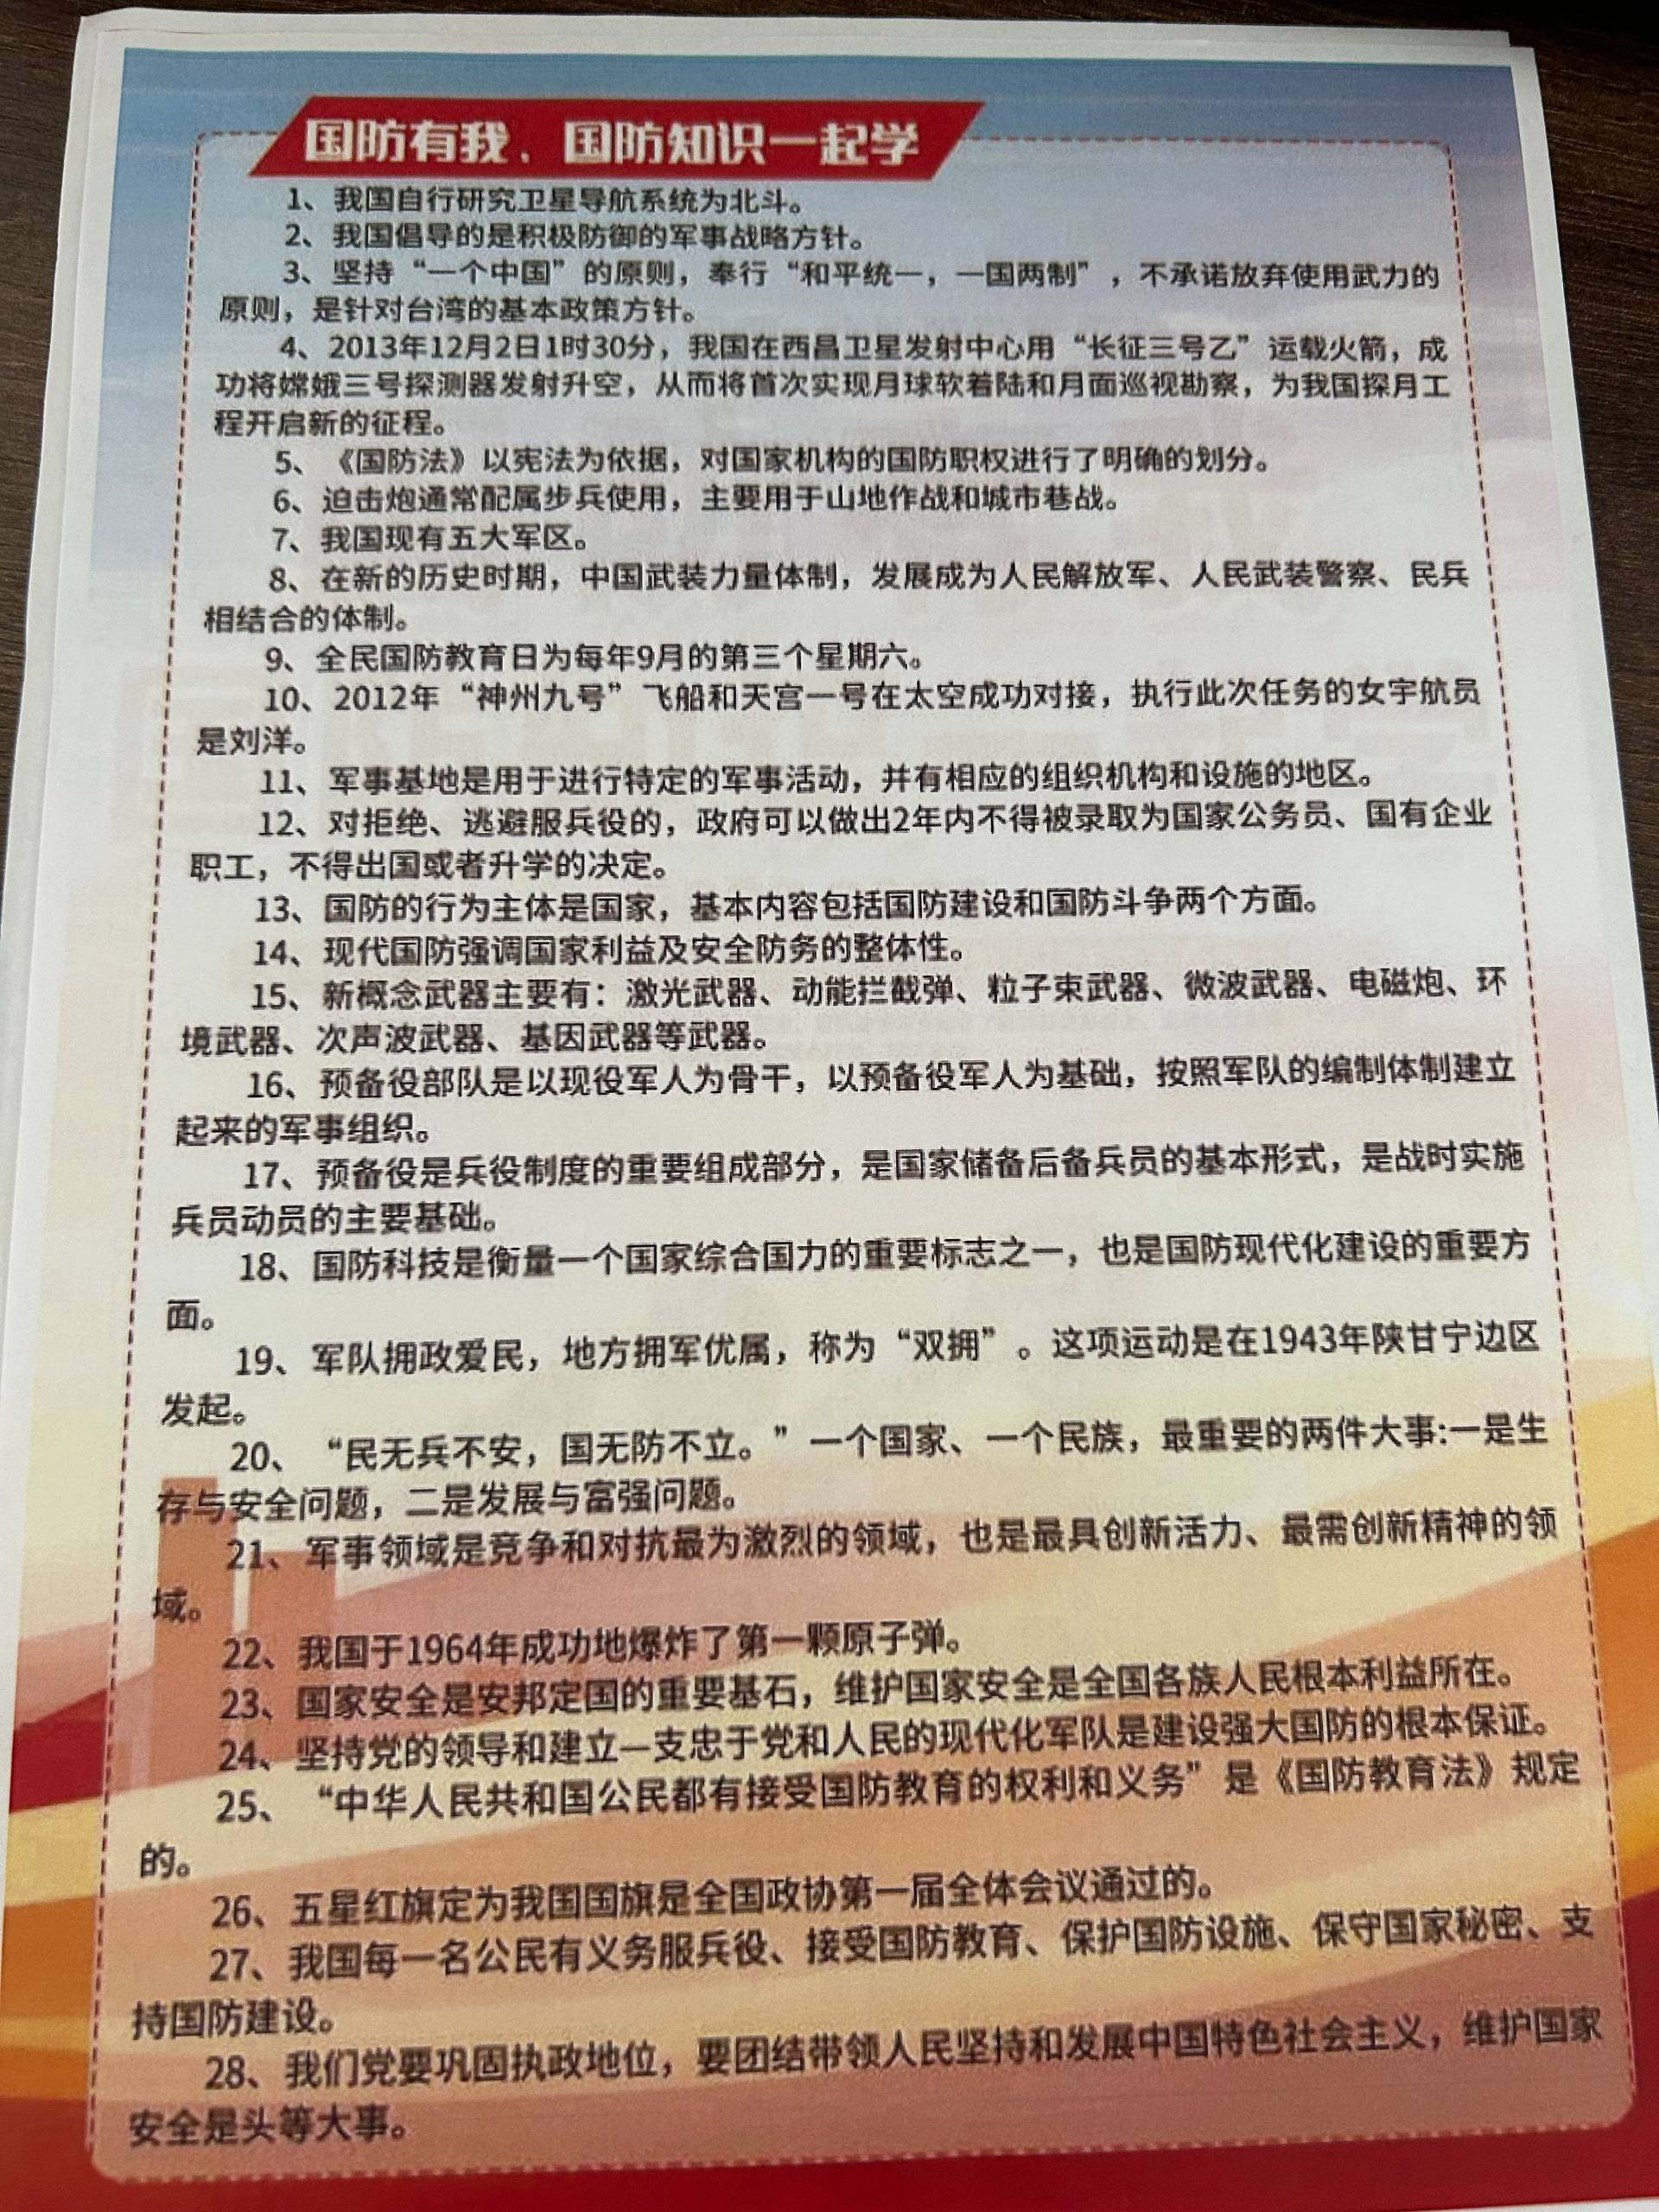 国防有我、国防知识一起学
1、我国自行研究卫星导航系统为北斗。
2、我国倡导的是积极防御的军事战略方针。
3、坚持“一个中国”的原则，奉行“和平统一，一国两制”，不承诺放弃使用武力的
原则，是针对台湾的基本政策方针。
4、2013年12月2日1时30分，我国在西昌卫星发射中心用“长征三号乙”运载火箭，成
功将嫦娥三号探测器发射升空，从而将首次实现月球软着陆和月面巡视勘察，为我国探月工
程开启新的征程。
5、《国防法》以宪法为依据，对国家机构的国防职权进行了明确的划分。
6、迫击炮通常配属步兵使用，主要用于山地作战和城市巷战。
7、我国现有五大军区。
8、在新的历史时期，中国武装力量体制，发展成为人民解放军、人民武装警察、民兵
相结合的体制。
9、全民国防教育日为每年9月的第三个星期六。
10、2012年“神州九号”飞船和天宫一号在太空成功对接，执行此次任务的女宇航员
是刘洋。
11、军事基地是用于进行特定的军事活动，并有相应的组织机构和设施的地区。
12、对拒绝、逃避服兵役的，政府可以做出2年内不得被录取为国家公务员、国有企业
职工，不得出国或者升学的决定。
13、国防的行为主体是国家，基本内容包括国防建设和国防斗争两个方面。
14、现代国防强调国家利益及安全防务的整体性。
15、新概念武器主要有：激光武器、动能拦截弹、粒子束武器、微波武器、电磁炮、环
境武器、次声波武器、基因武器等武器。
16、预备役部队是以现役军人为骨干，以预备役军人为基础，按照军队的编制体制建立
起来的军事组织。
17、预备役是兵役制度的重要组成部分，是国家储备后备兵员的基本形式，是战时实施
兵员动员的主要基础。
18、国防科技是衡量一个国家综合国力的重要标志之一，也是国防现代化建设的重要方
面。
19、军队拥政爱民，地方拥军优属，称为“双拥”。这项运动是在1943年陕甘宁边区
发起。
20、“民无兵不安，国无防不立。”一个国家、一个民族，最重要的两件大事:一是生
存与安全问题，二是发展与富强问题。
21、军事领域是竞争和对抗最为激烈的领域，也是最具创新活力、最需创新精神的领
域。
22、我国于1964年成功地爆炸了第一颗原子弹。
23、国家安全是安邦定国的重要基石，维护国家安全是全国各族人民根本利益所在。
24、坚持党的领导和建立一支忠于党和人民的现代化军队是建设强大国防的根本保证。
25、“中华人民共和国公民都有接受国防教育的权利和义务”是《国防教育法》规定
的。
26、五星红旗定为我国国旗是全国政协第一届全体会议通过的。
27、我国每一名公民有义务服兵役、接受国防教育、保护国防设施、保守国家秘密、支
持国防建设。
28、我们党要巩固执政地位，要团结带领人民坚持和发展中国特色社会主义，维护国家
安全是头等大事。